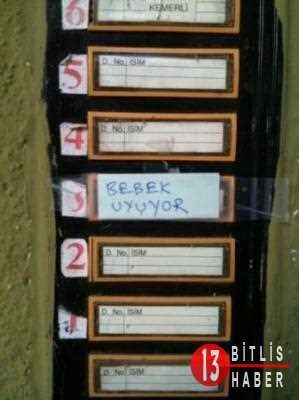 6
KEMERLİ
5
D. No. İSİM
4
D. No. İSİM
3
BEBEK
UYUYOR
2
D. No. İSİM
1
D. No. İSİM
D. No. İSİM
13 BİTLİS
HABER